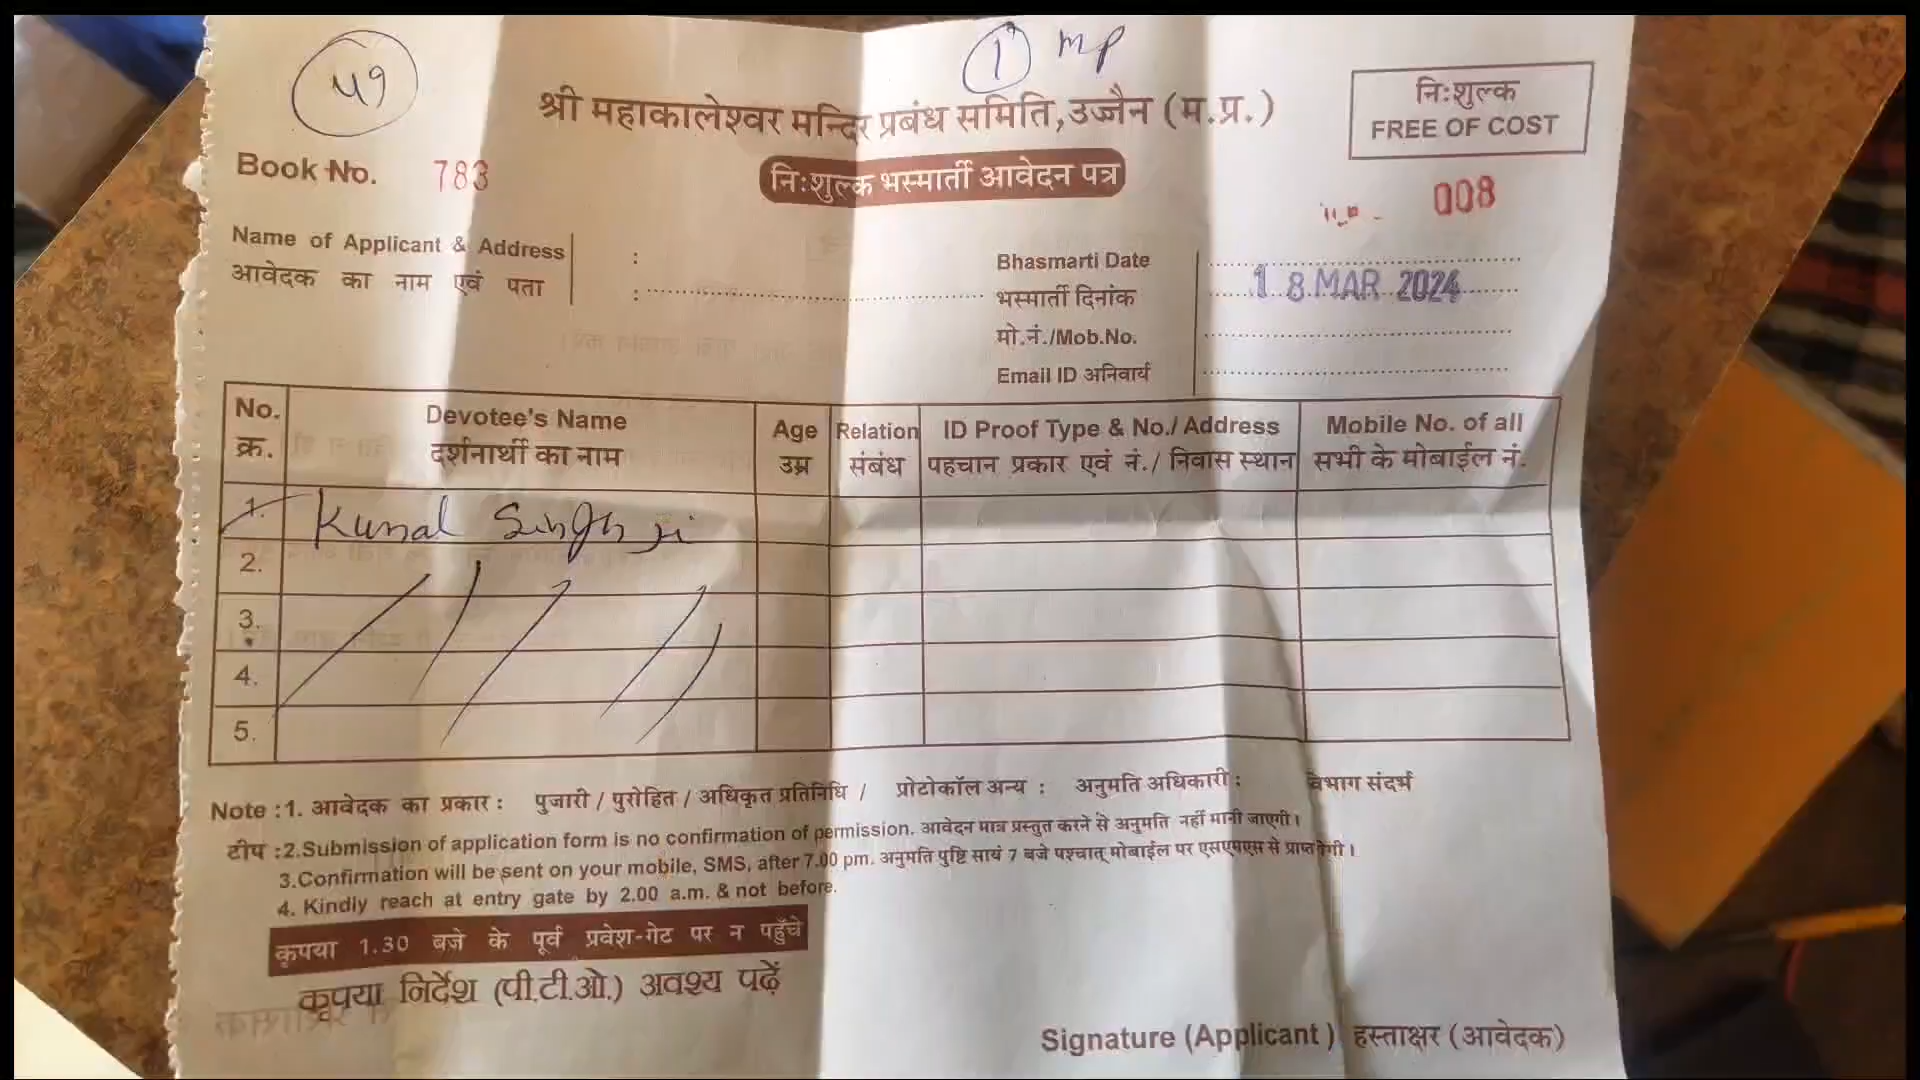 49
1 MP
श्री महाकालेश्वर मन्दिर प्रबंध समिति, उज्जैन (म.प्र.)
निःशुल्क
FREE OF COST
Book No. 783
निःशुल्क भस्मार्ती आवेदन पत्र
008
Name of Applicant & Address :
आवेदक का नाम एवं पता :
Bhasmarti Date
भस्मार्ती दिनांक 18 MAR 2024
मो.नं./Mob.No.
Email ID अनिवार्य
No. Devotee's Name Age Relation ID Proof Type & No./ Address Mobile No. of all
क्र. दर्शनार्थी का नाम उम्र संबंध पहचान प्रकार एवं नं./ निवास स्थान सभी के मोबाईल नं.
1. Kunal Singh ji
2.
3.
4.
5.
Note :1. आवेदक का प्रकार : पुजारी / पुरोहित / अधिकृत प्रतिनिधि / प्रोटोकॉल अन्य : अनुमति अधिकारी : विभाग संदर्भ
टीप :2.Submission of application form is no confirmation of permission. आवेदन मात्र प्रस्तुत करने से अनुमति नहीं मानी जाएगी।
3.Confirmation will be sent on your mobile, SMS, after 7.00 pm. अनुमति पुष्टि सायं 7 बजे पश्चात् मोबाईल पर एसएमएस से प्राप्त
4. Kindly reach at entry gate by 2.00 a.m. & not before.
कृपया 1.30 बजे के पूर्व प्रवेश-गेट पर न पहुँचे
कृपया निर्देश (पी.टी.ओ.) अवश्य पढ़ें
Signature (Applicant ) हस्ताक्षर (आवेदक)